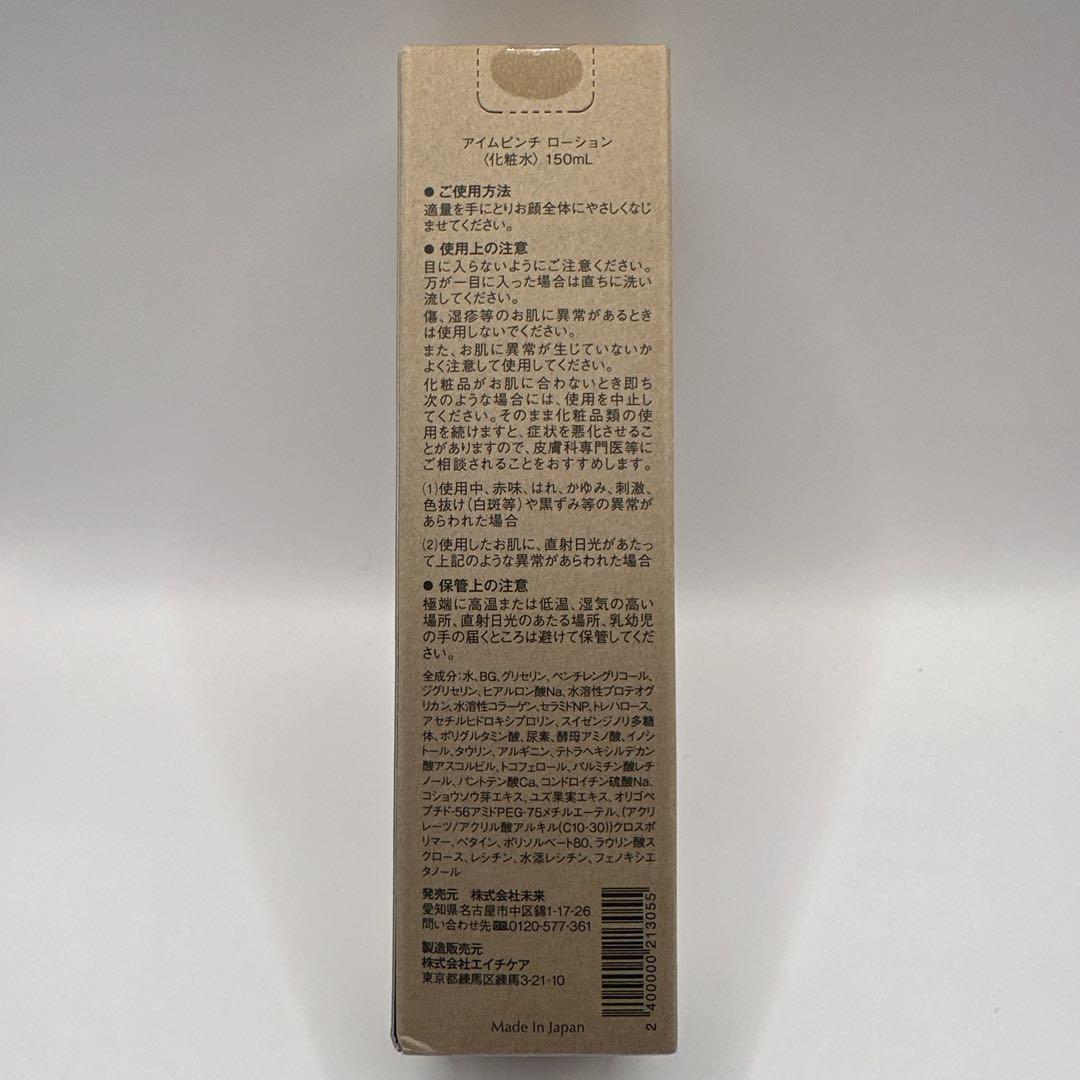 アイムピンチ ローション
〈化粧水〉 150mL
● ご使用方法
適量を手にとりお顔全体にやさしくなじ
ませてください。
● 使用上の注意
目に入らないようにご注意ください。
万が一目に入った場合は直ちに洗い
流してください。
傷、湿疹等のお肌に異常があるとき
は使用しないでください。
また、お肌に異常が生じていないか
よく注意して使用してください。
化粧品がお肌に合わないとき即ち
次のような場合には、使用を中止し
てください。そのまま化粧品類の使
用を続けますと、症状を悪化させるこ
とがありますので、皮膚科専門医等に
ご相談されることをおすすめします。
(1)使用中、赤味、はれ、かゆみ、刺激、
色抜け(白斑等)や黒ずみ等の異常が
あらわれた場合
(2)使用したお肌に、直射日光があたっ
て上記のような異常があらわれた場合
● 保管上の注意
極端に高温または低温、湿気の高い
場所、直射日光のあたる場所、乳幼児
の手の届くところは避けて保管してくだ
さい。
全成分:水、BG、グリセリン、ペンチレングリコール、
ジグリセリン、ヒアルロン酸Na、水溶性プロテオグ
リカン、水溶性コラーゲン、セラミドNP、トレハロース、
アセチルヒドロキシプロリン、スイゼンジノリ多糖
体、ポリグルタミン酸、尿素、酵母アミノ酸、イノシ
トール、タウリン、アルギニン、テトラヘキシルデカン
酸アスコルビル、トコフェロール、パルミチン酸レチ
ノール、パントテン酸Ca、コンドロイチン硫酸Na、
コショウソウ芽エキス、ユズ果実エキス、オリゴペ
プチド-56アミドPEG-75メチルエーテル、(アクリ
レーツ/アクリル酸アルキル(C10-30))クロスポ
リマー、ベタイン、ポリソルベート80、ラウリン酸ス
クロース、レシチン、水添レシチン、フェノキシエ
タノール
発売元 株式会社未来
愛知県名古屋市中区錦1-17-26
問い合わせ先 0120-577-361
製造販売元
株式会社エイチケア
東京都練馬区練馬3-21-10
2 400000 213055
Made In Japan